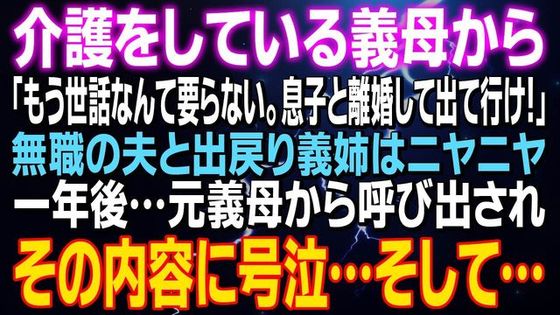 介護をしている義母から
「もう世話なんて要らない。息子と離婚して出て行け!」
無職の夫と出戻り義姉はニヤニヤ
一年後…元義母から呼び出され
その内容に号泣…そして…